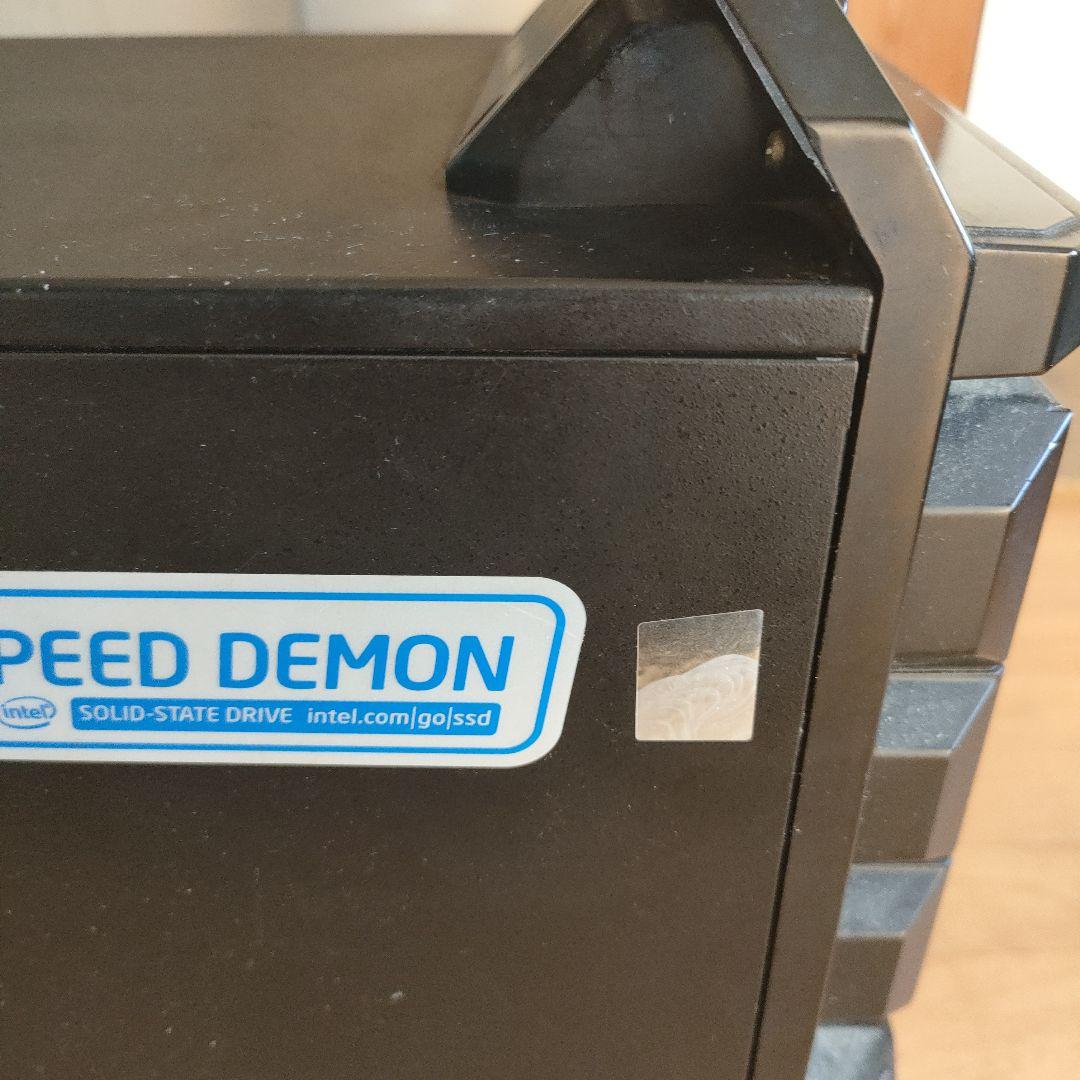 PEED DEMON
intel SOLID-STATE DRIVE intel.com|go|ssd